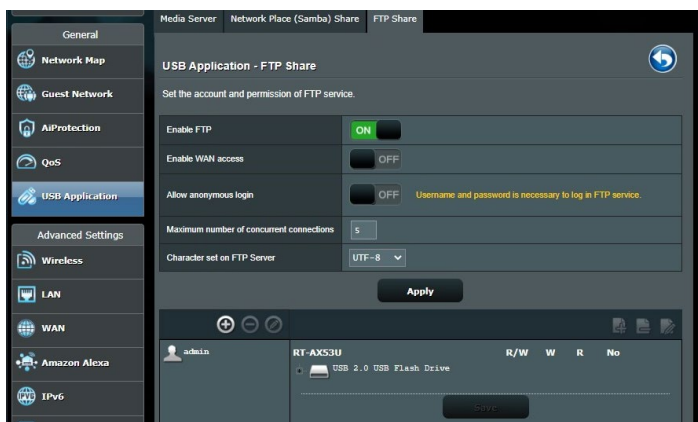 Media Server Network Place (Samba) Share FTP Share
General
Network Map
Guest Network
AiProtection
QoS
USB Application
Advanced Settings
Wireless
LAN
WAN
Amazon Alexa
IPv6
USB Application - FTP Share
Set the account and permission of FTP service.
Enable FTP ON
Enable WAN access OFF
Allow anonymous login OFF Username and password is necessary to log in FTP service.
Maximum number of concurrent connections 5
Character set on FTP Server UTF-8
Apply
admin
RT-AX53U R/W W R No
USB 2.0 USB Flash Drive
Save